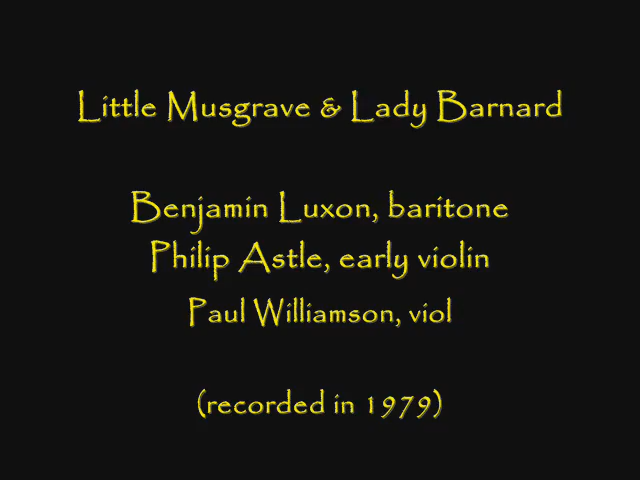 Little Musgrave & Lady Barnard
Benjamin Luxon, baritone
Philip Astle, early violin
Paul Williamson, viol
(recorded in 1979)